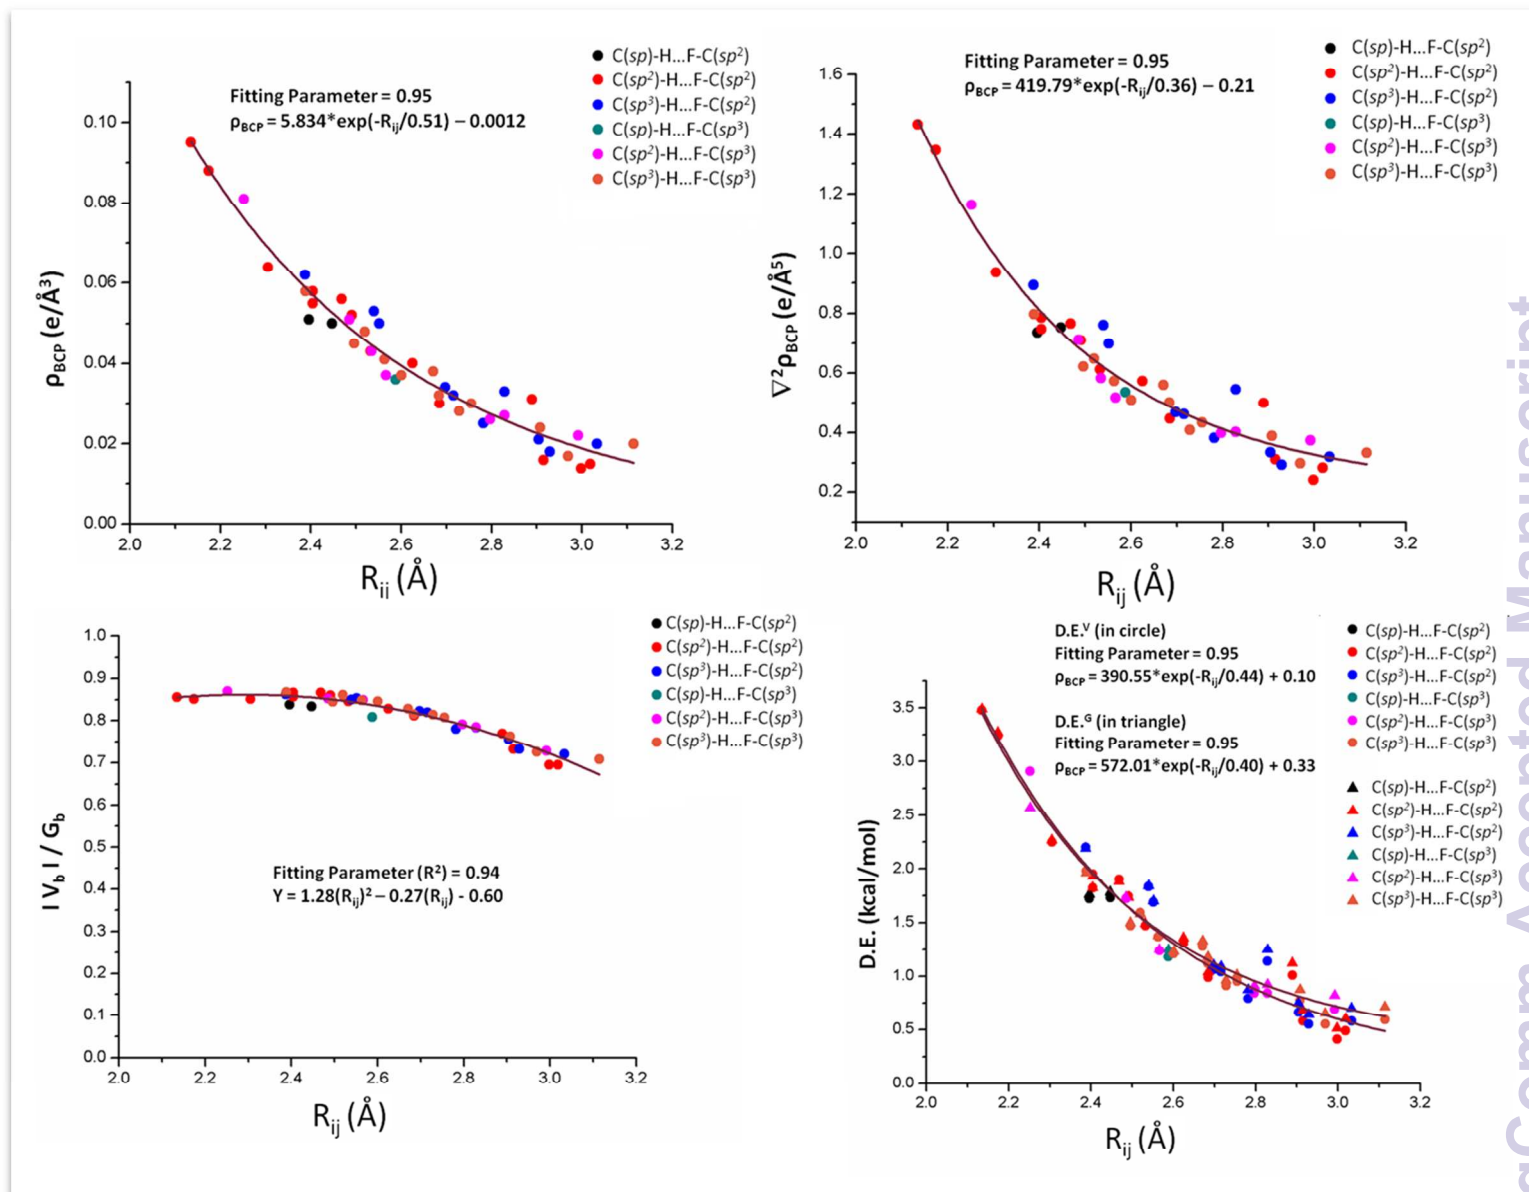 C(sp)-H...F-C(sp²)
C(sp²)-H...F-C(sp²)
C(sp³)-H...F-C(sp²)
C(sp)-H...F-C(sp³)
C(sp²)-H...F-C(sp³)
C(sp³)-H...F-C(sp³)
Fitting Parameter = 0.95
ρBCP = 5.834*exp(-Rij/0.51) – 0.0012
0.10
0.08
0.06
0.04
0.02
0.00
ρBCP (e/Å³)
2.0 2.2 2.4 2.6 2.8 3.0 3.2
Rij (Å)
C(sp)-H...F-C(sp²)
C(sp²)-H...F-C(sp²)
C(sp³)-H...F-C(sp²)
C(sp)-H...F-C(sp³)
C(sp²)-H...F-C(sp³)
C(sp³)-H...F-C(sp³)
Fitting Parameter = 0.95
ρBCP = 419.79*exp(-Rij/0.36) – 0.21
1.6
1.4
1.2
1.0
0.8
0.6
0.4
0.2
∇²ρBCP (e/Å⁵)
2.0 2.2 2.4 2.6 2.8 3.0 3.2
Rij (Å)
C(sp)-H...F-C(sp²)
C(sp²)-H...F-C(sp²)
C(sp³)-H...F-C(sp²)
C(sp)-H...F-C(sp³)
C(sp²)-H...F-C(sp³)
C(sp³)-H...F-C(sp³)
1.0
0.9
0.8
0.7
0.6
0.5
0.4
0.3
0.2
0.1
0.0
I Vb I / Gb
Fitting Parameter (R²) = 0.94
Y = 1.28(Rij)² – 0.27(Rij) - 0.60
2.0 2.2 2.4 2.6 2.8 3.0 3.2
Rij (Å)
D.E.ⱽ (in circle)
Fitting Parameter = 0.95
ρBCP = 390.55*exp(-Rij/0.44) + 0.10
D.E.ᴳ (in triangle)
Fitting Parameter = 0.95
ρBCP = 572.01*exp(-Rij/0.40) + 0.33
C(sp)-H...F-C(sp²)
C(sp²)-H...F-C(sp²)
C(sp³)-H...F-C(sp²)
C(sp)-H...F-C(sp³)
C(sp²)-H...F-C(sp³)
C(sp³)-H...F-C(sp³)
C(sp)-H...F-C(sp²)
C(sp²)-H...F-C(sp²)
C(sp³)-H...F-C(sp²)
C(sp)-H...F-C(sp³)
C(sp²)-H...F-C(sp³)
C(sp³)-H...F-C(sp³)
3.5
3.0
2.5
2.0
1.5
1.0
0.5
0.0
D.E. (kcal/mol)
2.0 2.2 2.4 2.6 2.8 3.0 3.2
Rij (Å)
Comm Accepted Manuscript